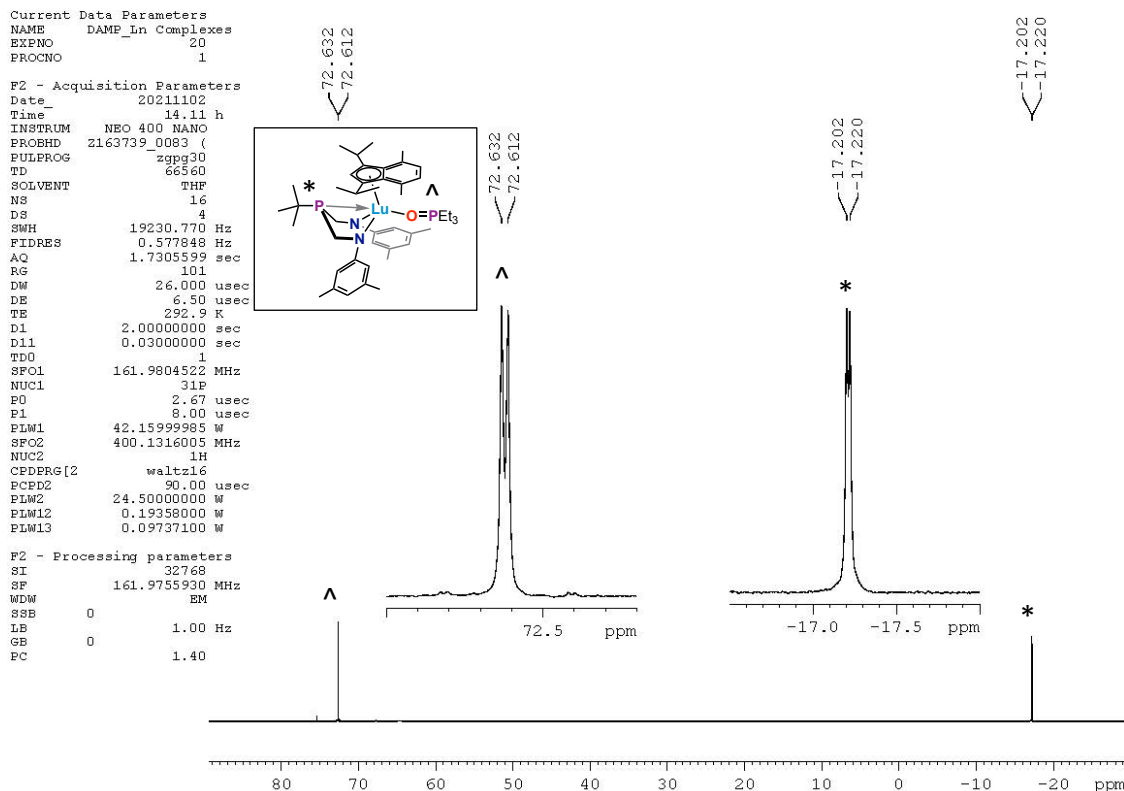 Current Data Parameters
NAME DAMP_Ln Complexes
EXPNO 20
PROCNO 1
F2 - Acquisition Parameters
Date_ 20211102
Time 14.11 h
INSTRUM NEO 400 NANO
PROBHD Z163739_0083 (
PULPROG zgpg30
TD 66560
SOLVENT THF
NS 16
DS 4
SWH 19230.770 Hz
FIDRES 0.577848 Hz
AQ 1.7305599 sec
RG 101
DW 26.000 usec
DE 6.50 usec
TE 292.9 K
D1 2.00000000 sec
D11 0.03000000 sec
TD0 1
SFO1 161.9804522 MHz
NUC1 31P
P0 2.67 usec
P1 8.00 usec
PLW1 42.15999985 W
SFO2 400.1316005 MHz
NUC2 1H
CPDPRG[2 waltz16
PCPD2 90.00 usec
PLW2 24.50000000 W
PLW12 0.19358000 W
PLW13 0.09737100 W
F2 - Processing parameters
SI 32768
SF 161.9755930 MHz
WDW EM
SSB 0
LB 1.00 Hz
GB 0
PC 1.40
72.632
72.612
-17.202
-17.220
72.632
72.612
-17.202
-17.220
* ^
P Lu O=PEt3
N
N
^
*
72.5 ppm
-17.0 -17.5 ppm
^
*
80 70 60 50 40 30 20 10 0 -10 -20 ppm